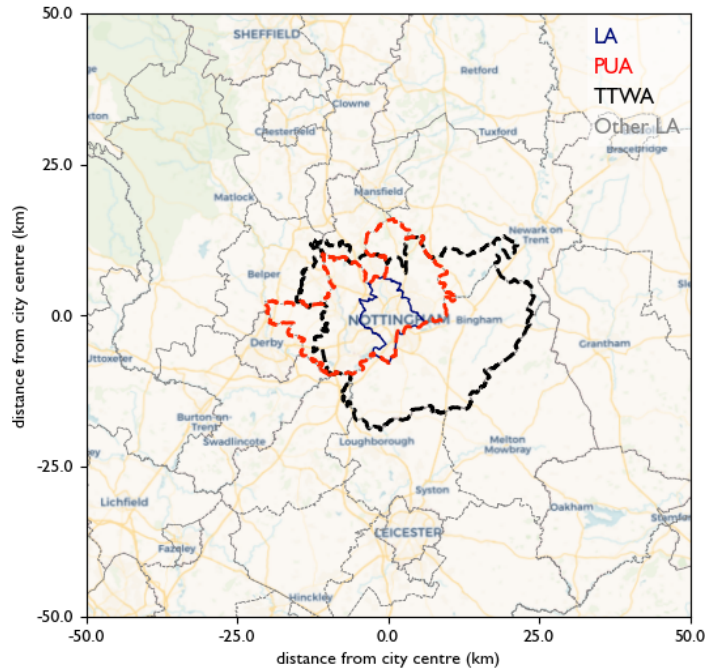 50.0
25.0
0.0
-25.0
-50.0
-50.0
-25.0
0.0
25.0
50.0
distance from city centre (km)
distance from city centre (km)
LA
PUA
TTWA
Other LA
SHEFFIELD
Retford
Clowne
Chesterfield
Tuxford
Bracebridge
Mansfield
Matlock
Newark on
Trent
Belper
NOTTINGHAM
Bingham
Derby
Grantham
Uttoxeter
Burton-on-
Trent
Swadlincote
Loughborough
Melton
Mowbray
Syston
Lichfield
Oakham
LEICESTER
Fazeley
Hinckley